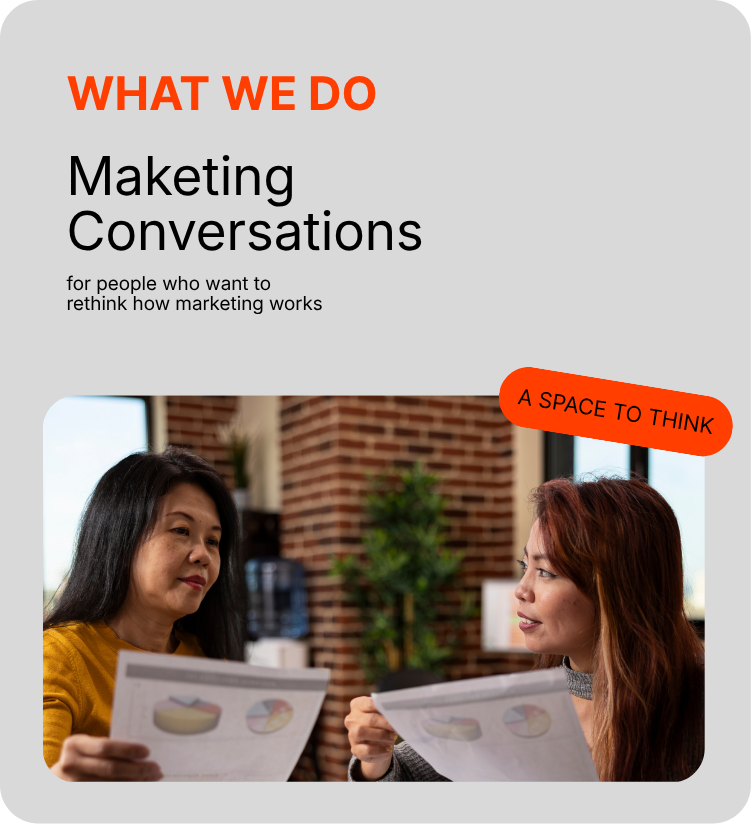 WHAT WE DO
Maketing
Conversations
for people who want to
rethink how marketing works
A SPACE TO THINK